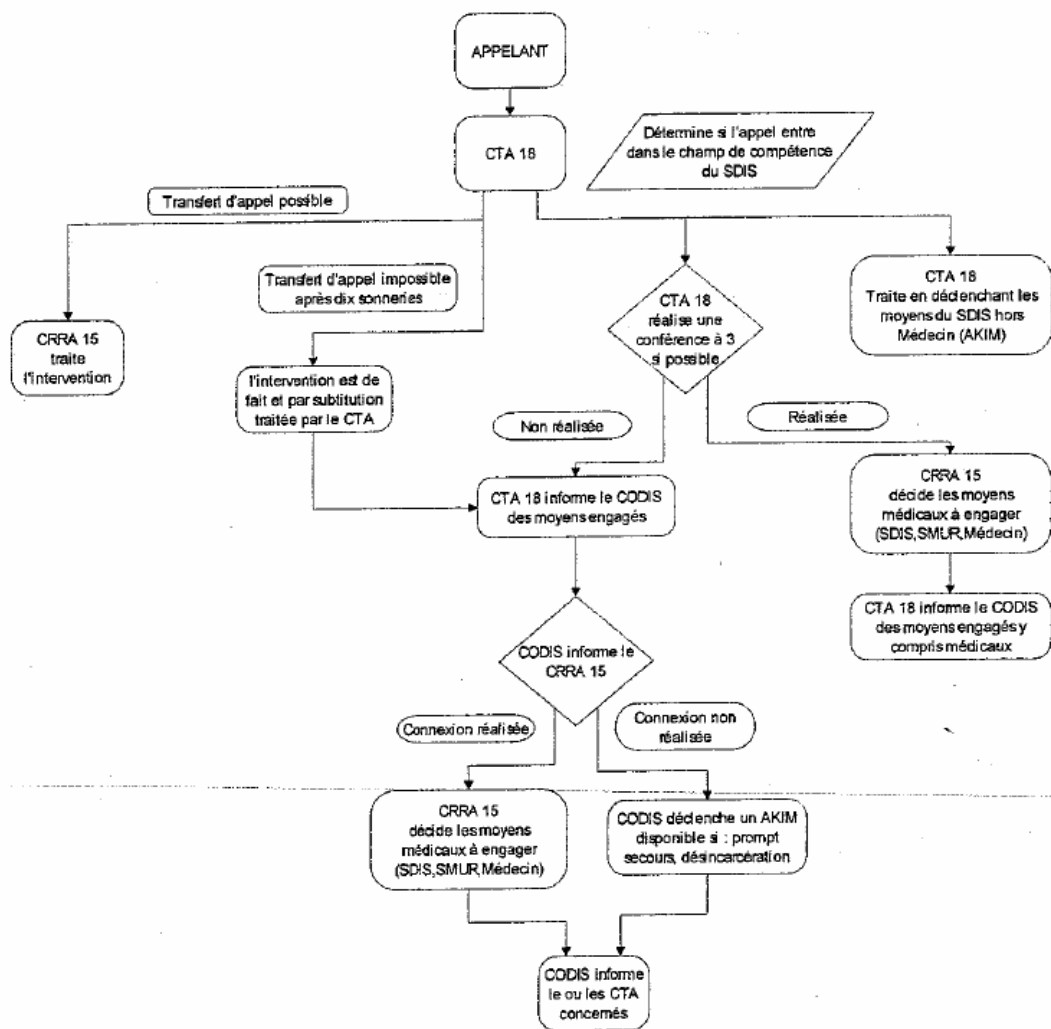 APPELANT
CTA 18
Détermine si l'appel entre
dans le champ de compétence
du SDIS
Transfert d'appel possible
Transfert d'appel impossible
après dix sonneries
CTA 18
réalise une
conférence à 3
si possible
CTA 18
Traite en déclenchant les
moyens du SDIS hors
Médecin (AKIM)
CRRA 15
traite
l'intervention
l'intervention est de
fait et par subtitution
traitée par le CTA
Non réalisée
Réalisée
CTA 18 informe le CODIS
des moyens engagés
CRRA 15
décide les moyens
médicaux à engager
(SDIS,SMUR,Médecin)
CTA 18 informe le CODIS
des moyens engagés y
compris médicaux
CODIS informe le
CRRA 15
Connexion réalisée
Connexion non
réalisée
CRRA 15
décide les moyens
médicaux à engager
(SDIS,SMUR,Médecin)
CODIS déclenche un AKIM
disponible si : prompt
secours, désincarcération
CODIS informe
le ou les CTA
concernés